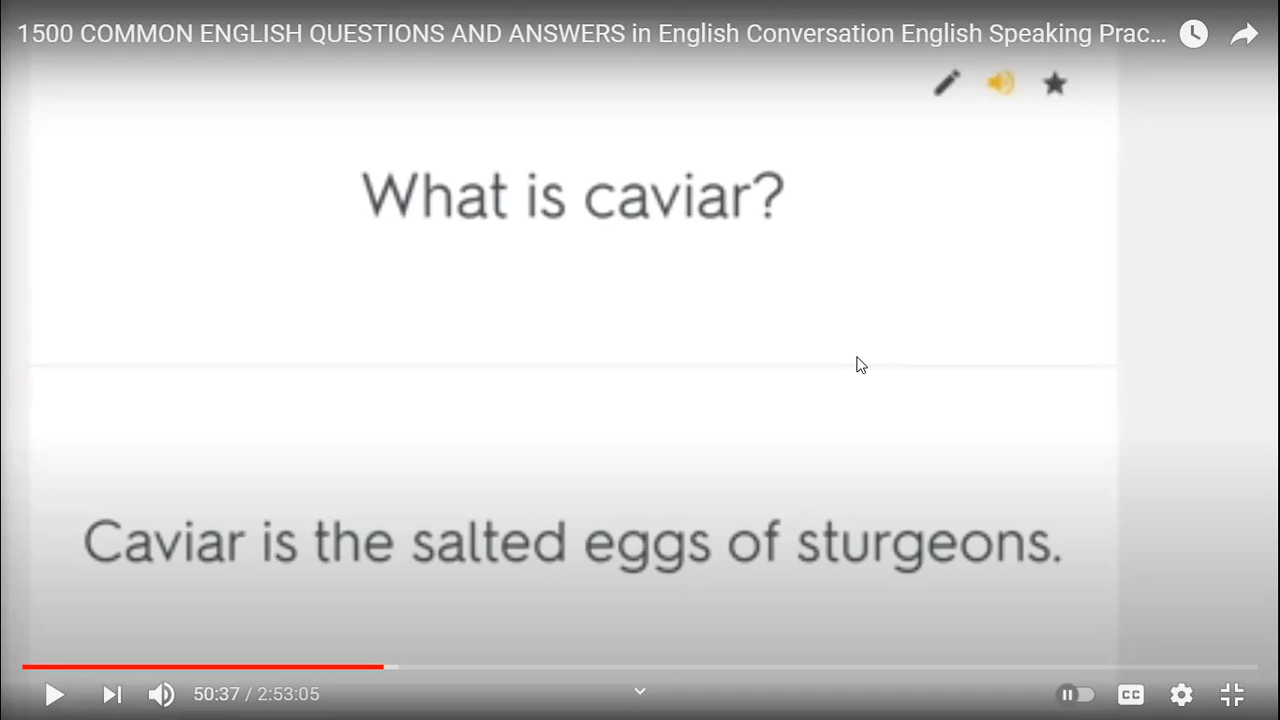 1500 COMMON ENGLISH QUESTIONS AND ANSWERS in English Conversation English Speaking Prac...
What is caviar?
Caviar is the salted eggs of sturgeons.
50:37 / 2:53:05
CC